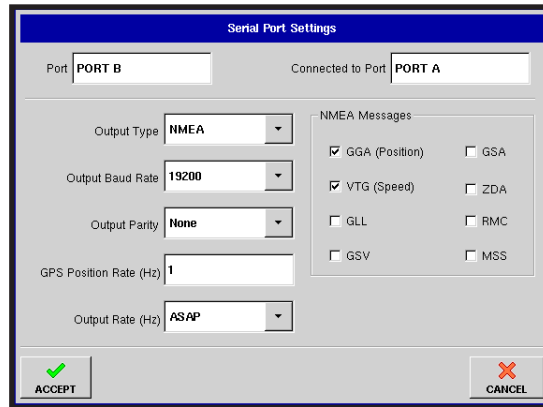 Serial Port Settings
Port PORT B Connected to Port PORT A
NMEA Messages
Output Type NMEA
GGA (Position) GSA
Output Baud Rate 19200
VTG (Speed) ZDA
Output Parity None
GLL RMC
GSV MSS
GPS Position Rate (Hz) 1
Output Rate (Hz) ASAP
ACCEPT CANCEL